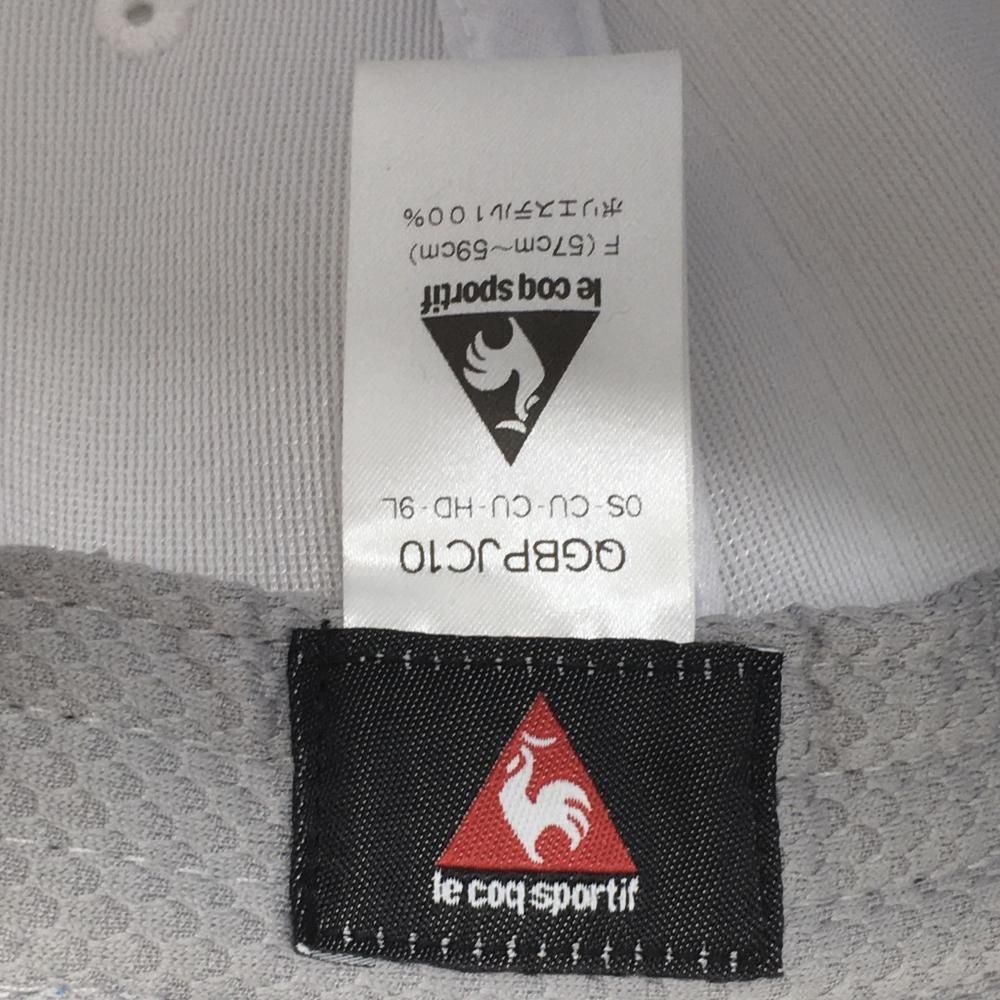 QGBPJC10
0S-CU-CU-HD-9L
le coq sportif
F(57cm~59cm)
ポリエステル100%
le coq sportif